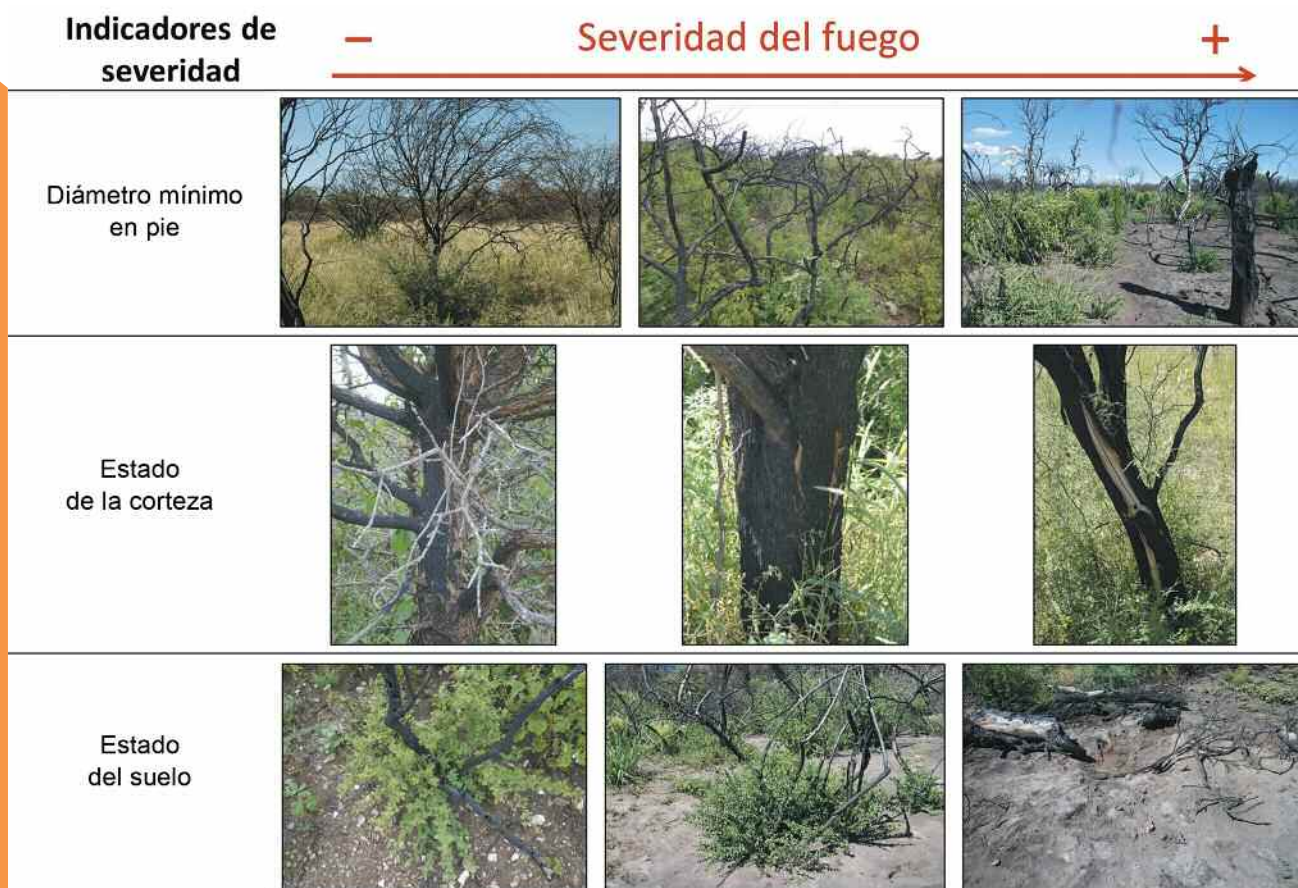 Indicadores de
severidad
− Severidad del fuego +
Diámetro mínimo
en pie
Estado
de la corteza
Estado
del suelo